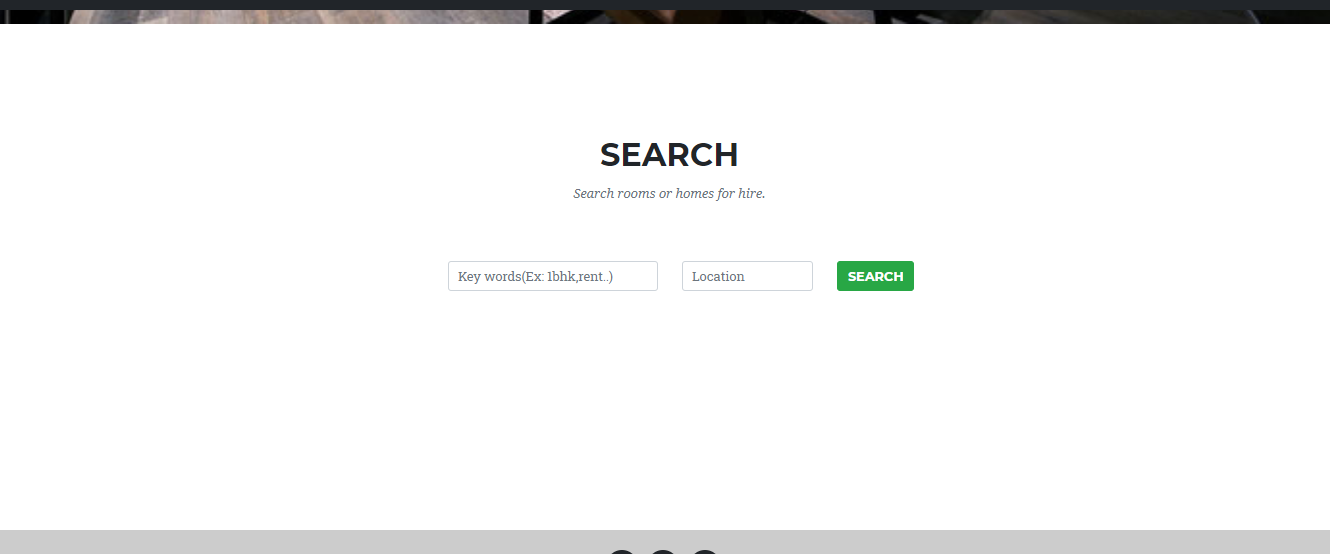 SEARCH
Search rooms or homes for hire.
Key words(Ex: 1bhk,rent..) Location SEARCH